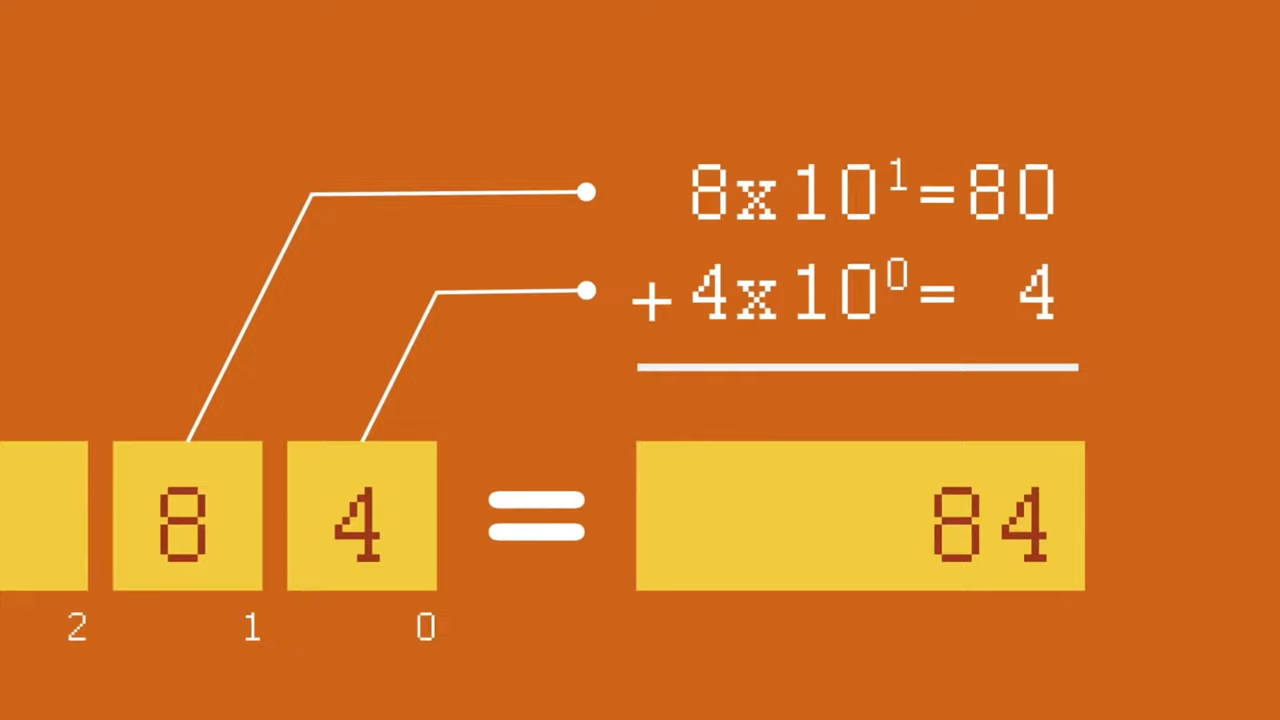 8x10¹=80
+4x10⁰= 4
8 4 = 84
2 1 0